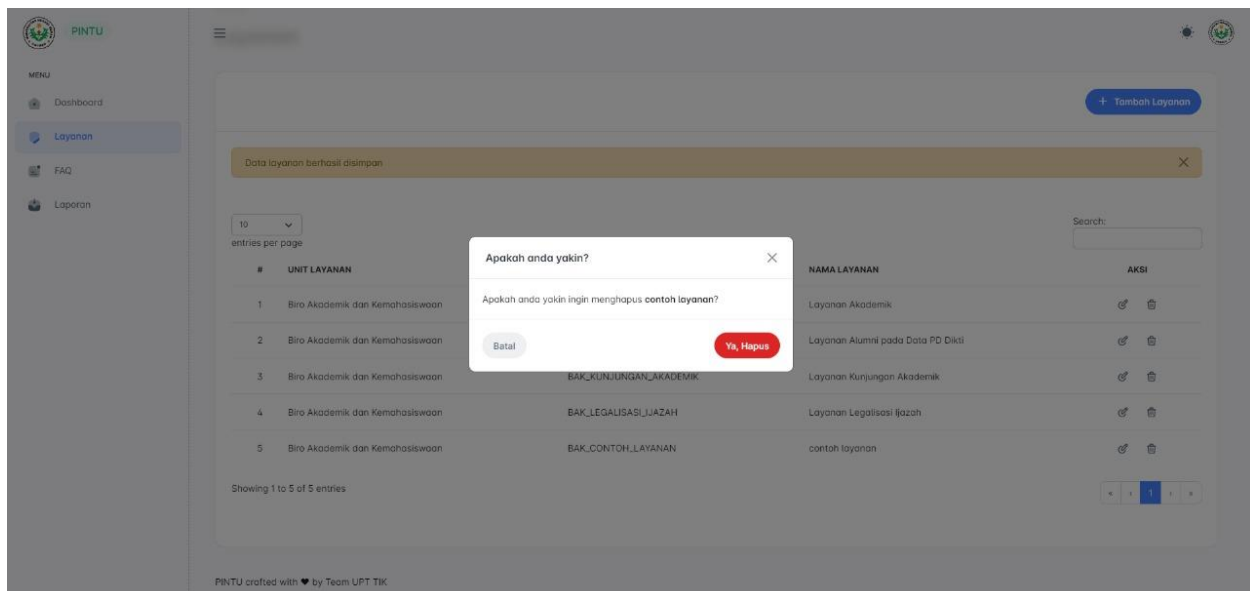 PINTU
MENU
Dashboard
Layanan
FAQ
Laporan
+ Tambah Layanan
Data layanan berhasil disimpan
10
entries per page
Search:
# UNIT LAYANAN NAMA LAYANAN AKSI
Apakah anda yakin?
Apakah anda yakin ingin menghapus contoh layanan?
Batal Ya, Hapus
1 Biro Akademik dan Kemahasiswaan Layanan Akademik
2 Biro Akademik dan Kemahasiswaan Layanan Alumni pada Data PD Dikti
3 Biro Akademik dan Kemahasiswaan BAK_KUNJUNGAN_AKADEMIK Layanan Kunjungan Akademik
4 Biro Akademik dan Kemahasiswaan BAK_LEGALISASI_IJAZAH Layanan Legalisasi Ijazah
5 Biro Akademik dan Kemahasiswaan BAK_CONTOH_LAYANAN contoh layanan
Showing 1 to 5 of 5 entries
« ‹ 1 › »
PINTU crafted with ♥ by Team UPT TIK